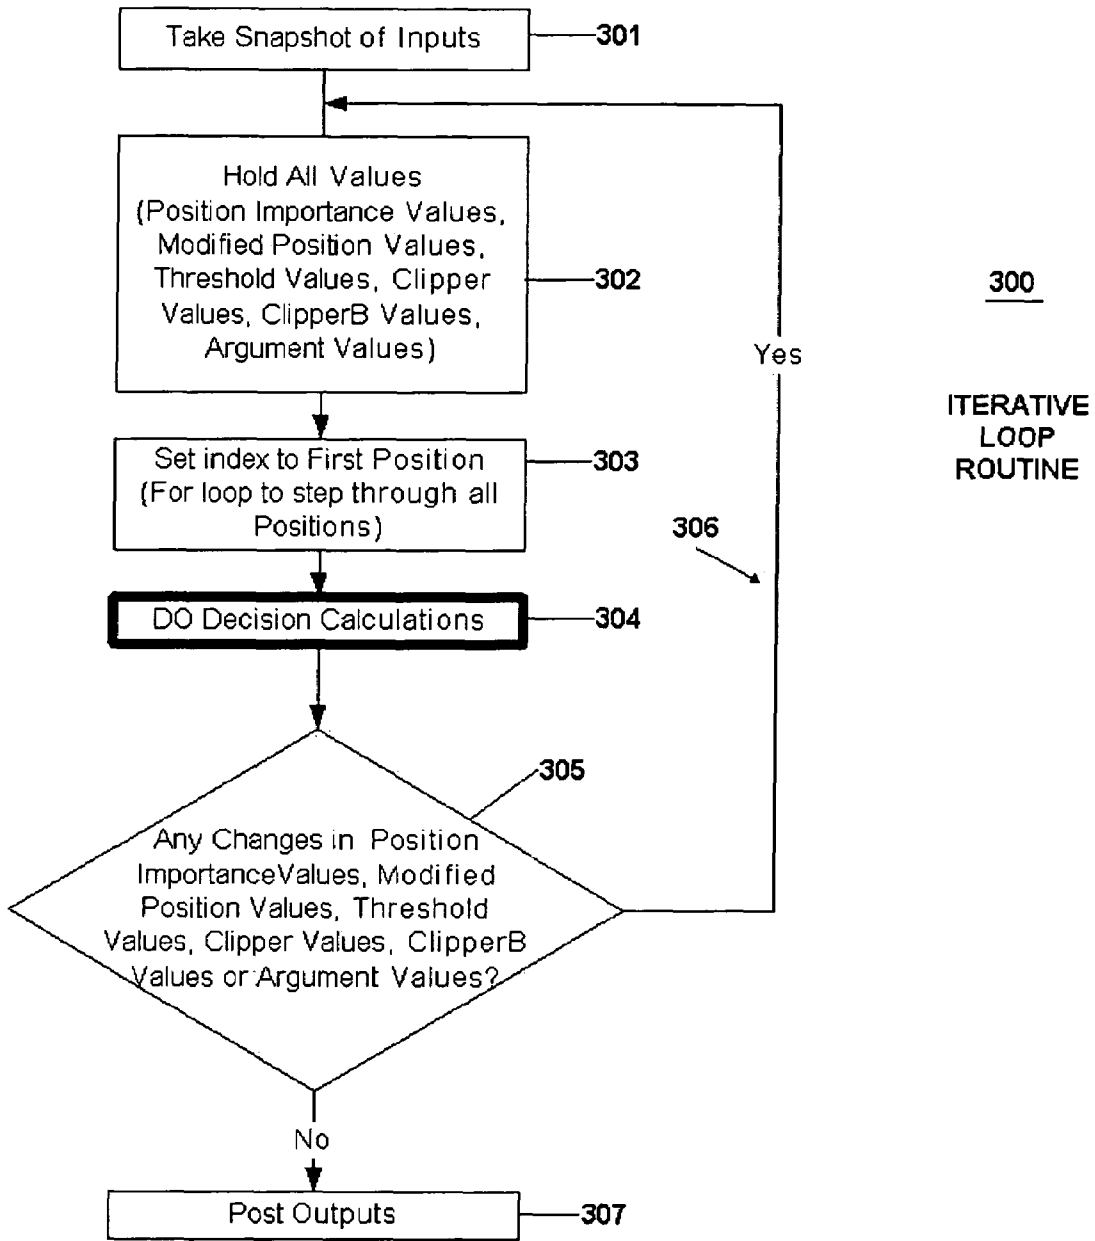 Take Snapshot of Inputs
301
Hold All Values
(Position Importance Values,
Modified Position Values,
Threshold Values, Clipper
Values, ClipperB Values,
Argument Values)
302
300
Yes
ITERATIVE
LOOP
ROUTINE
Set index to First Position
(For loop to step through all
Positions)
303
306
DO Decision Calculations
304
305
Any Changes in Position
ImportanceValues, Modified
Position Values, Threshold
Values, Clipper Values, ClipperB
Values or Argument Values?
No
Post Outputs
307